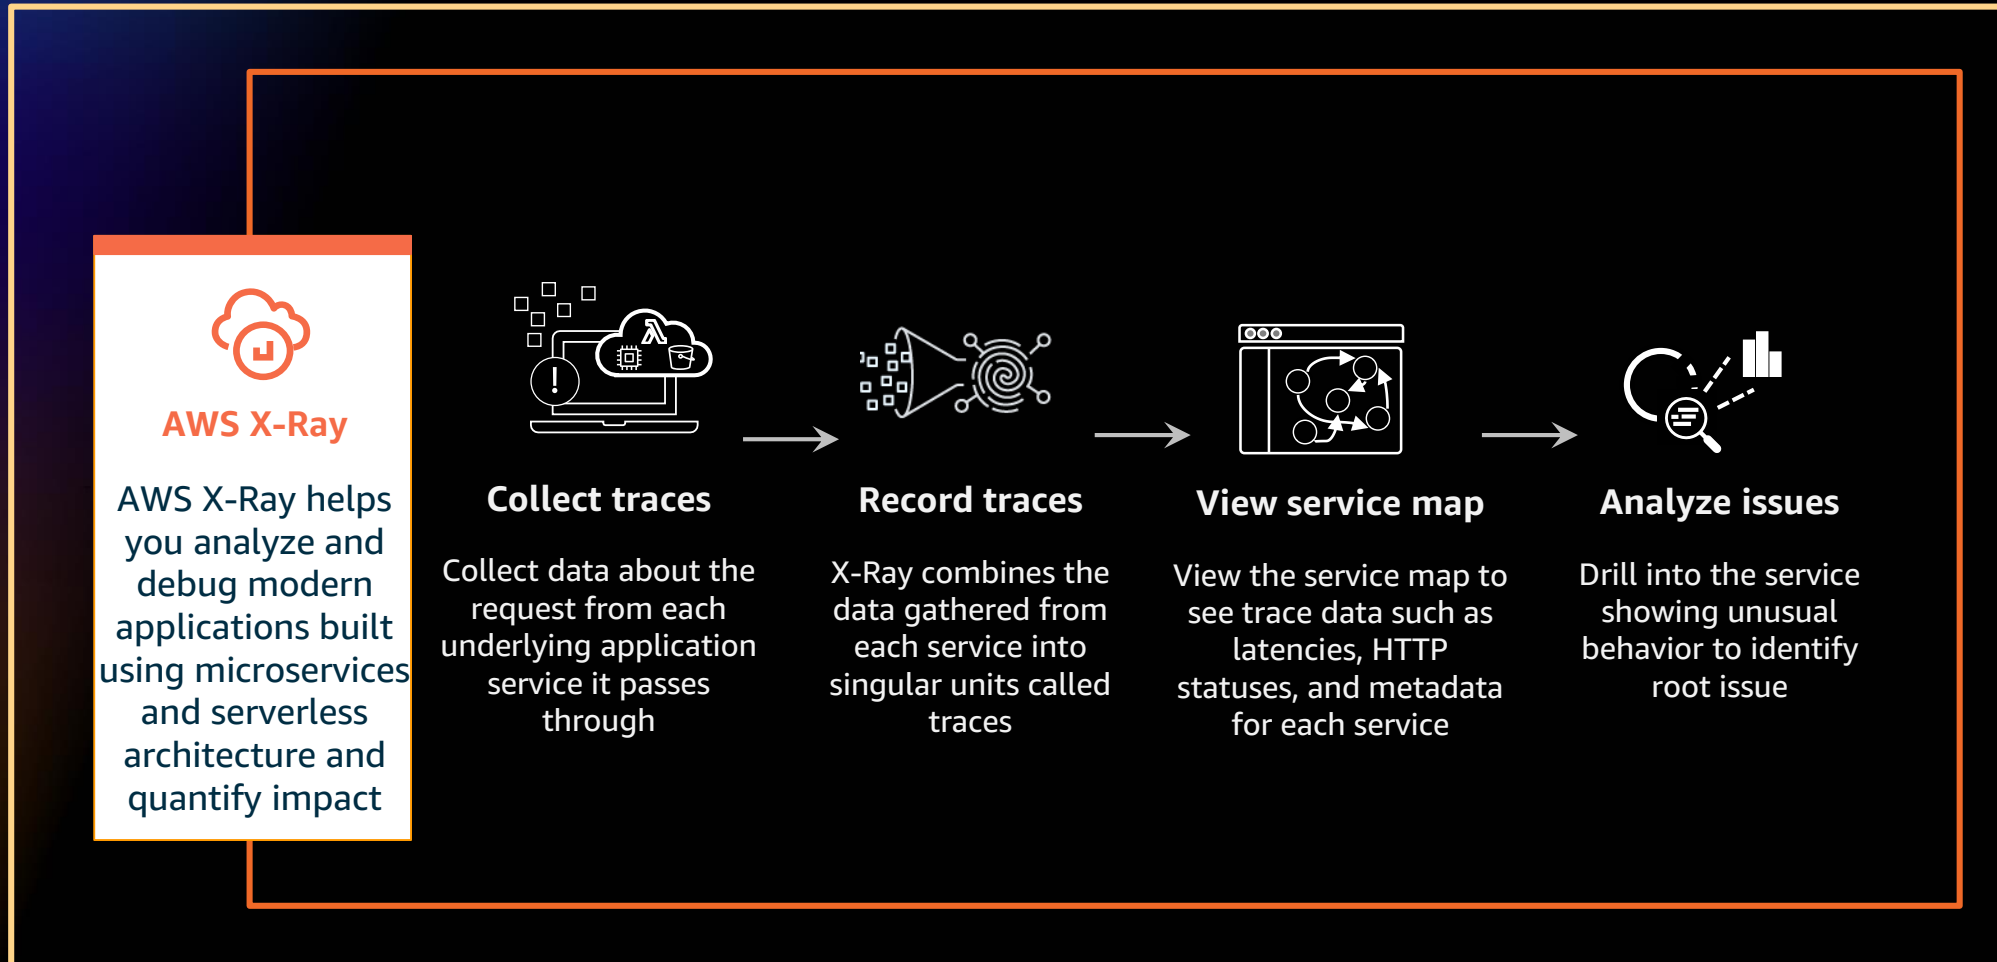 AWS X-Ray
AWS X-Ray helps
you analyze and
debug modern
applications built
using microservices
and serverless
architecture and
quantify impact
Collect traces
Collect data about the
request from each
underlying application
service it passes
through
Record traces
X-Ray combines the
data gathered from
each service into
singular units called
traces
View service map
View the service map to
see trace data such as
latencies, HTTP
statuses, and metadata
for each service
Analyze issues
Drill into the service
showing unusual
behavior to identify
root issue